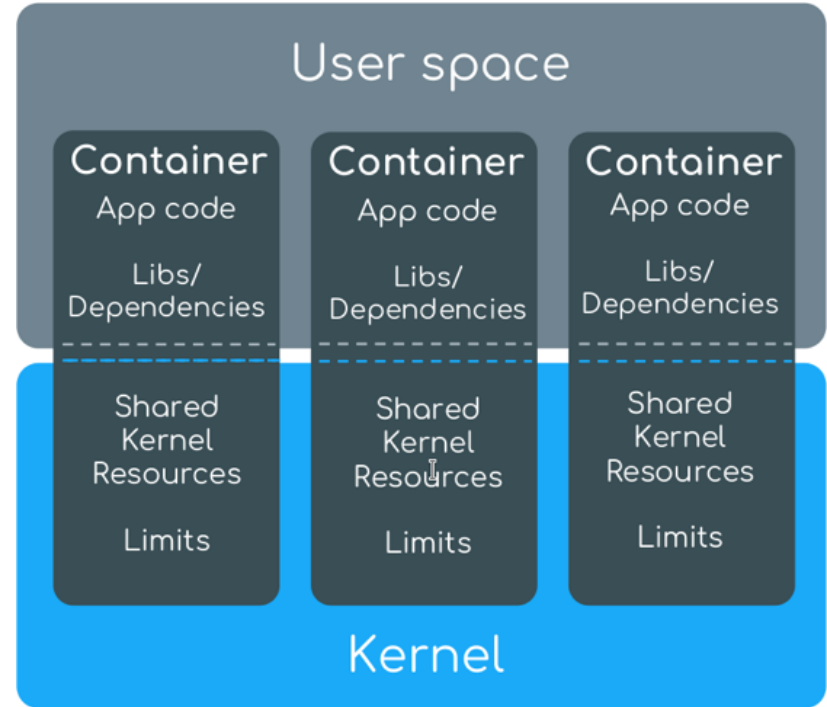 User space
Container
App code
Libs/
Dependencies
Shared
Kernel
Resources
Limits
Container
App code
Libs/
Dependencies
Shared
Kernel
Resources
Limits
Container
App code
Libs/
Dependencies
Shared
Kernel
Resources
Limits
Kernel